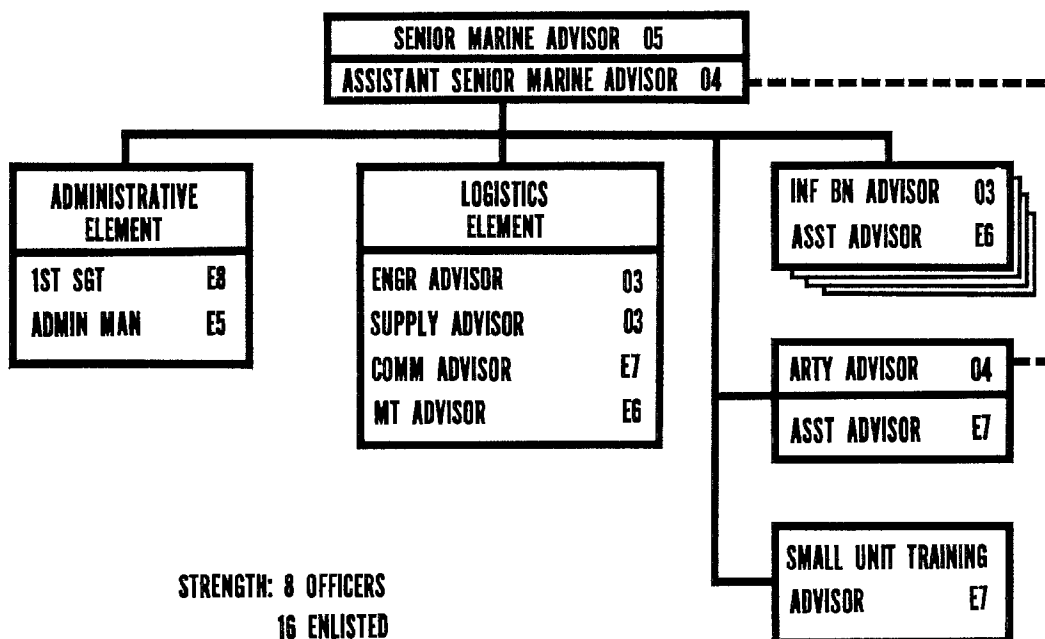 SENIOR MARINE ADVISOR 05
ASSISTANT SENIOR MARINE ADVISOR 04
ADMINISTRATIVE
ELEMENT
1ST SGT E8
ADMIN MAN E5
LOGISTICS
ELEMENT
ENGR ADVISOR 03
SUPPLY ADVISOR 03
COMM ADVISOR E7
MT ADVISOR E6
INF BN ADVISOR 03
ASST ADVISOR E6
ARTY ADVISOR 04
ASST ADVISOR E7
SMALL UNIT TRAINING
ADVISOR E7
STRENGTH: 8 OFFICERS
16 ENLISTED